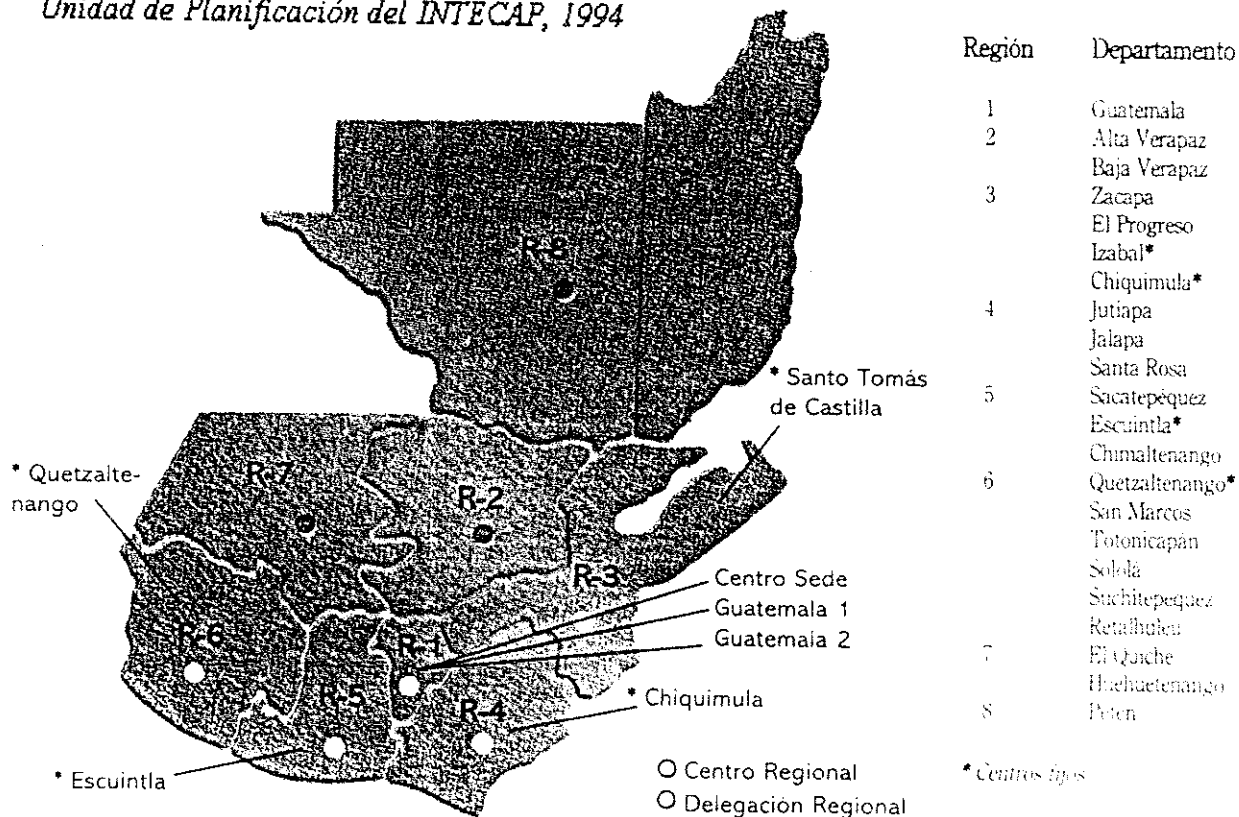 Unidad de Planificación del INTECAP, 1994
Región Departamento
1 Guatemala
2 Alta Verapaz
Baja Verapaz
3 Zacapa
El Progreso
Izabal*
Chiquimula*
4 Jutiapa
Jalapa
Santa Rosa
5 Sacatepéquez
Escuintla*
Chimaltenango
6 Quetzaltenango*
San Marcos
Totonicapán
Sololá
Suchitepequez
Retalhuleu
7 El Quiche
Huehuetenango
8 Peten
* Centros fijos
R-8
* Santo Tomás
de Castilla
* Quetzalte-
nango
R-7
R-2
R-3
Centro Sede
Guatemala 1
Guatemala 2
R-6
R-1
R-5
R-4
* Chiquimula
* Escuintla
O Centro Regional
O Delegación Regional